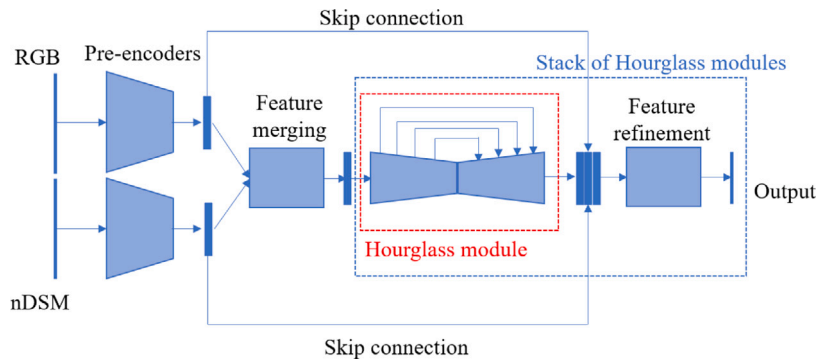 Skip connection
RGB
Pre-encoders
Stack of Hourglass modules
Feature
merging
Feature
refinement
Output
Hourglass module
nDSM
Skip connection